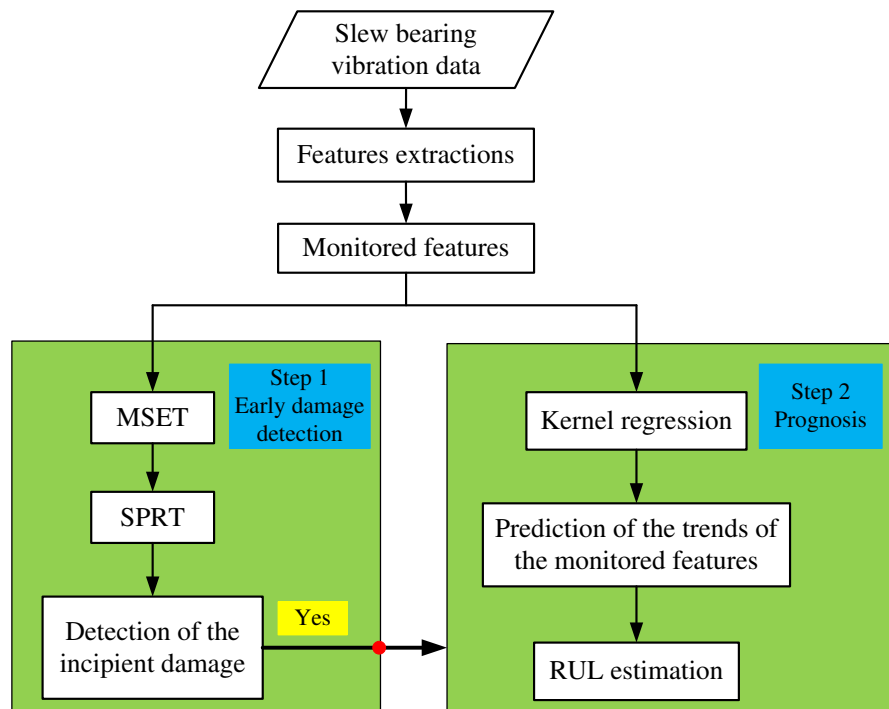 Slew bearing
vibration data
Features extractions
Monitored features
Step 1
Early damage
detection
MSET
SPRT
Detection of the
incipient damage
Yes
Step 2
Prognosis
Kernel regression
Prediction of the trends of
the monitored features
RUL estimation